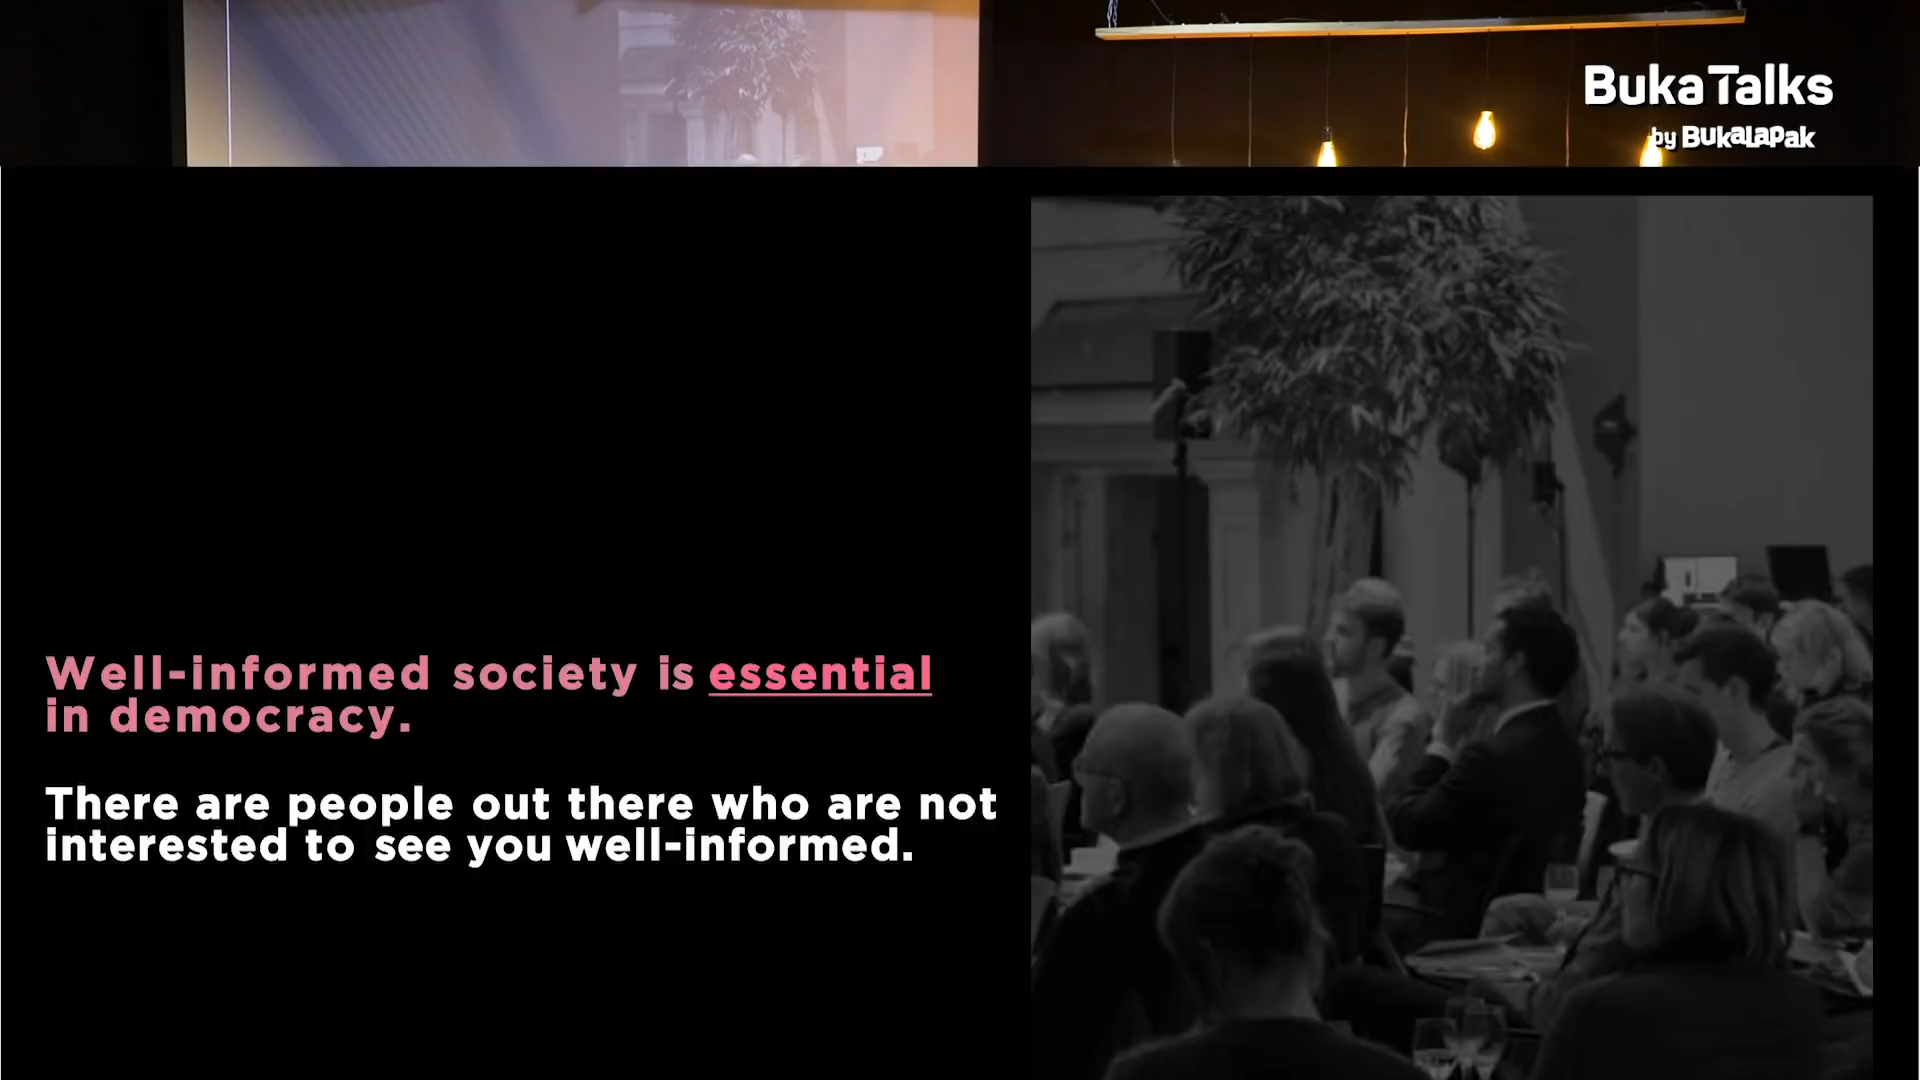 BukaTalks
by BukaLapak
Well-informed society is essential
in democracy.
There are people out there who are not
interested to see you well-informed.